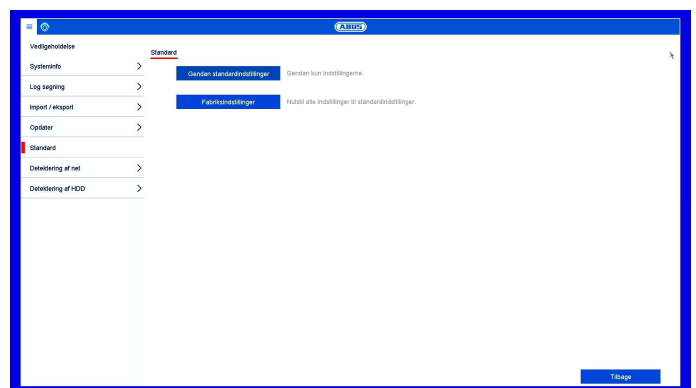 ABUS
Vedligeholdelse
Systeminfo
Log søgning
Import / eksport
Opdater
Standard
Detektering af net
Detektering af HDD
Standard
Gendan standardindstillinger
Gendan kun indstillingerne.
Fabriksindstillinger
Nulstil alle indstillinger til standardindstillinger.
Tilbage